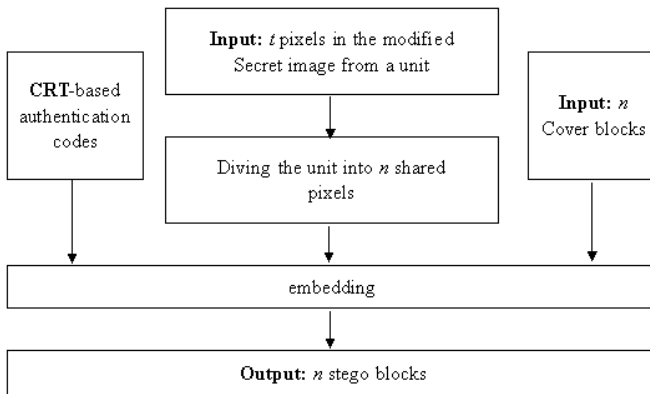 Input: t pixels in the modified
Secret image from a unit
CRT-based
authentication
codes
Input: n
Cover blocks
Diving the unit into n shared
pixels
embedding
Output: n stego blocks